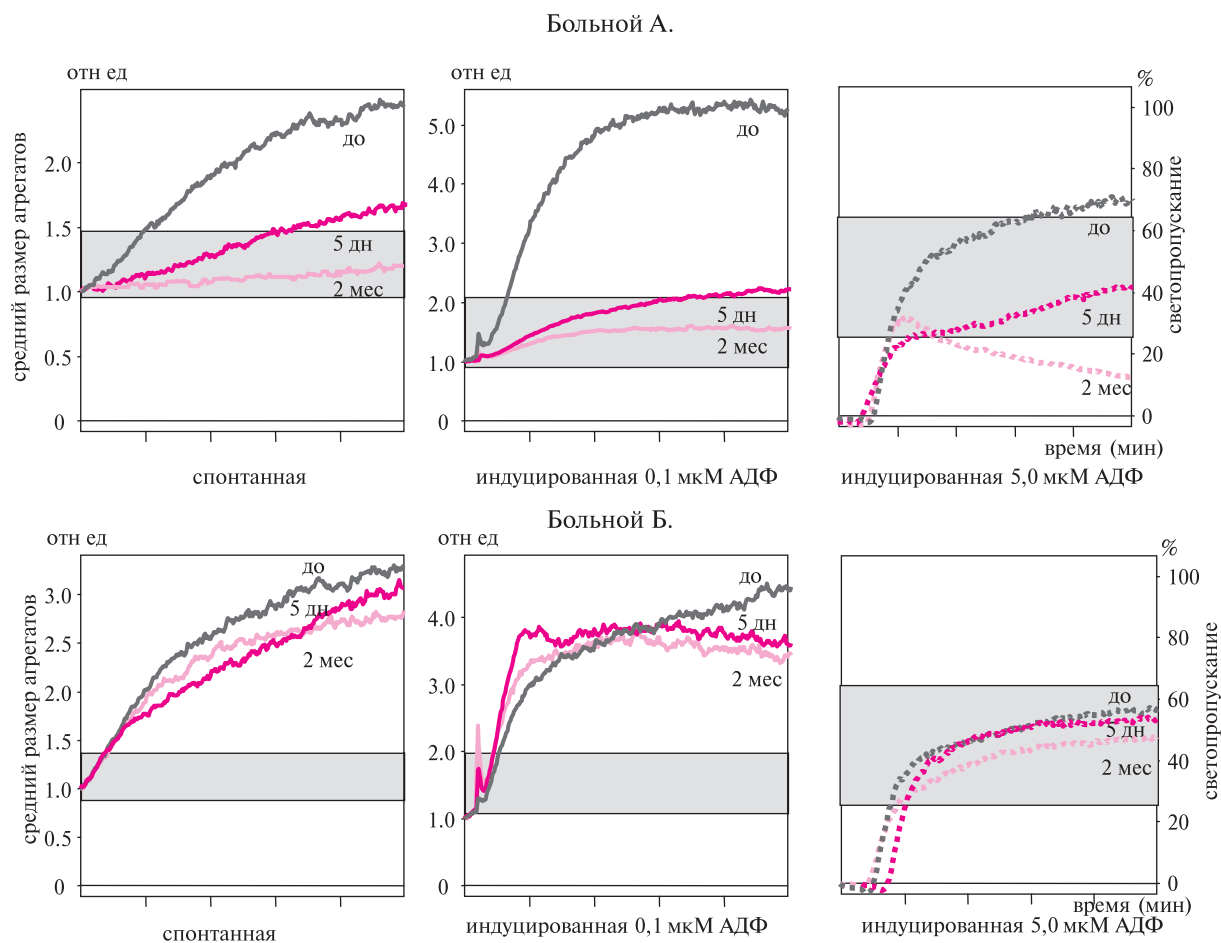 Больной А.
отн ед
средний размер агрегатов
2.0
1.5
1.0
0.5
0
до
5 дн
2 мес
спонтанная
отн ед
5.0
4.0
3.0
2.0
1.0
0
до
5 дн
2 мес
индуцированная 0,1 мкМ АДФ
%
100
80
60
40
20
0
светопропускание
до
5 дн
2 мес
время (мин)
индуцированная 5,0 мкМ АДФ
Больной Б.
отн ед
средний размер агрегатов
3.0
2.5
2.0
1.5
1.0
0.5
0
до
5 дн
2 мес
спонтанная
отн ед
4.0
3.0
2.0
1.0
0
до
5 дн
2 мес
индуцированная 0,1 мкМ АДФ
%
100
80
60
40
20
0
светопропускание
до
5 дн
2 мес
время (мин)
индуцированная 5,0 мкМ АДФ